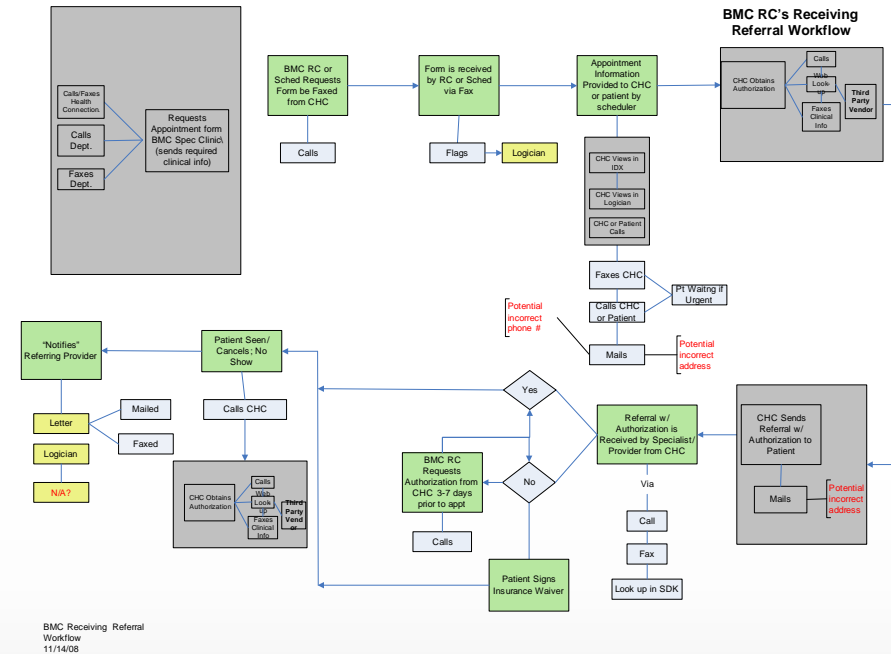 BMC RC's Receiving
Referral Workflow
Calls/Faxes
Health
Connection.
Calls
Dept.
Faxes
Dept.
Requests
Appointment form
BMC Spec Clinic\
(sends required
clinical info)
BMC RC or
Sched Requests
Form be Faxed
from CHC
Calls
Form is received
by RC or Sched
via Fax
Flags
Logician
Appointment
Information
Provided to CHC
or patient by
scheduler
CHC Views in
IDX
CHC Views in
Logician
CHC or Patient
Calls
Faxes CHC
Calls CHC
or Patient
Pt Waitng if
Urgent
Mails
Potential
incorrect
phone #
Potential
incorrect
address
CHC Obtains
Authorization
Calls
Web
Look-
up
Faxes
Clinical
Info
Third
Party
Vendor
"Notifies"
Referring Provider
Letter
Mailed
Faxed
Logician
N/A?
Patient Seen/
Cancels; No
Show
Calls CHC
CHC Obtains
Authorization
Calls
Web
Look-
up
Faxes
Clinical
Info
Third
Party
Vend
or
Yes
No
BMC RC
Requests
Authorization from
CHC 3-7 days
prior to appt
Calls
Patient Signs
Insurance Waiver
Referral w/
Authorization is
Received by Specialist/
Provider from CHC
Via
Call
Fax
Look up in SDK
CHC Sends
Referral w/
Authorization to
Patient
Mails
Potential
incorrect
address
BMC Receiving Referral
Workflow
11/14/08